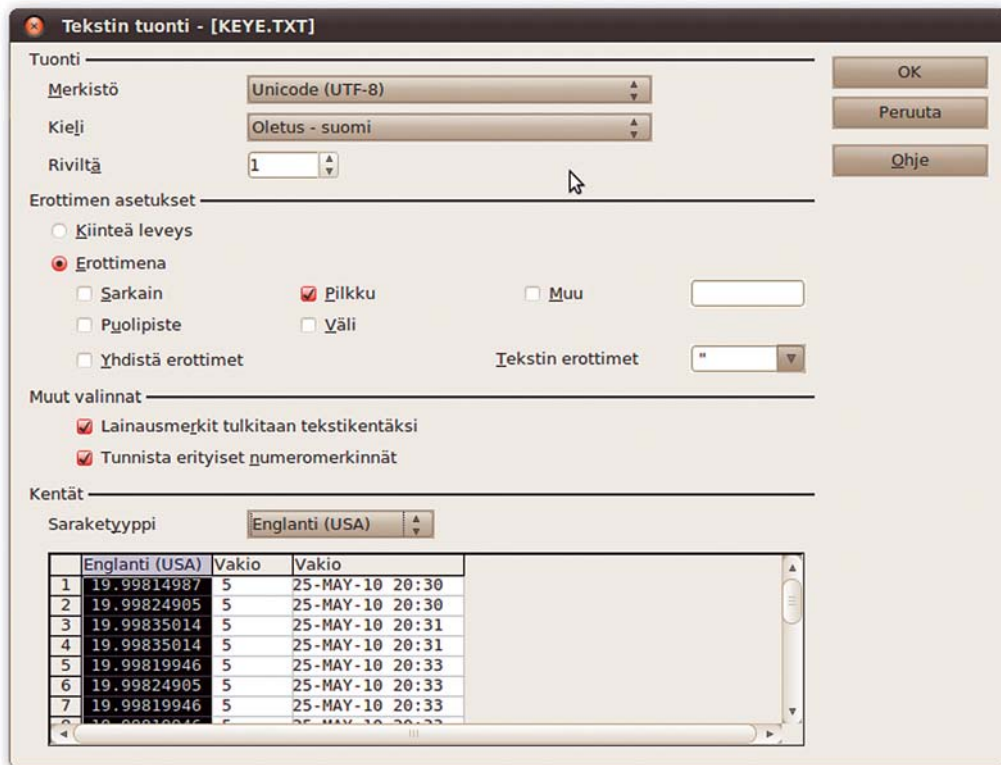 Tekstin tuonti - [KEYE.TXT]
Tuonti
OK
Merkistö Unicode (UTF-8)
Peruuta
Kieli Oletus - suomi
Riviltä 1
Ohje
Erottimen asetukset
Kiinteä leveys
Erottimena
Sarkain Pilkku Muu
Puolipiste Väli
Yhdistä erottimet Tekstin erottimet "
Muut valinnat
Lainausmerkit tulkitaan tekstikentäksi
Tunnista erityiset numeromerkinnät
Kentät
Saraketyyppi Englanti (USA)
Englanti (USA) Vakio Vakio
1 19.99814987 5 25-MAY-10 20:30
2 19.99824905 5 25-MAY-10 20:30
3 19.99835014 5 25-MAY-10 20:31
4 19.99835014 5 25-MAY-10 20:31
5 19.99819946 5 25-MAY-10 20:33
6 19.99824905 5 25-MAY-10 20:33
7 19.99819946 5 25-MAY-10 20:33